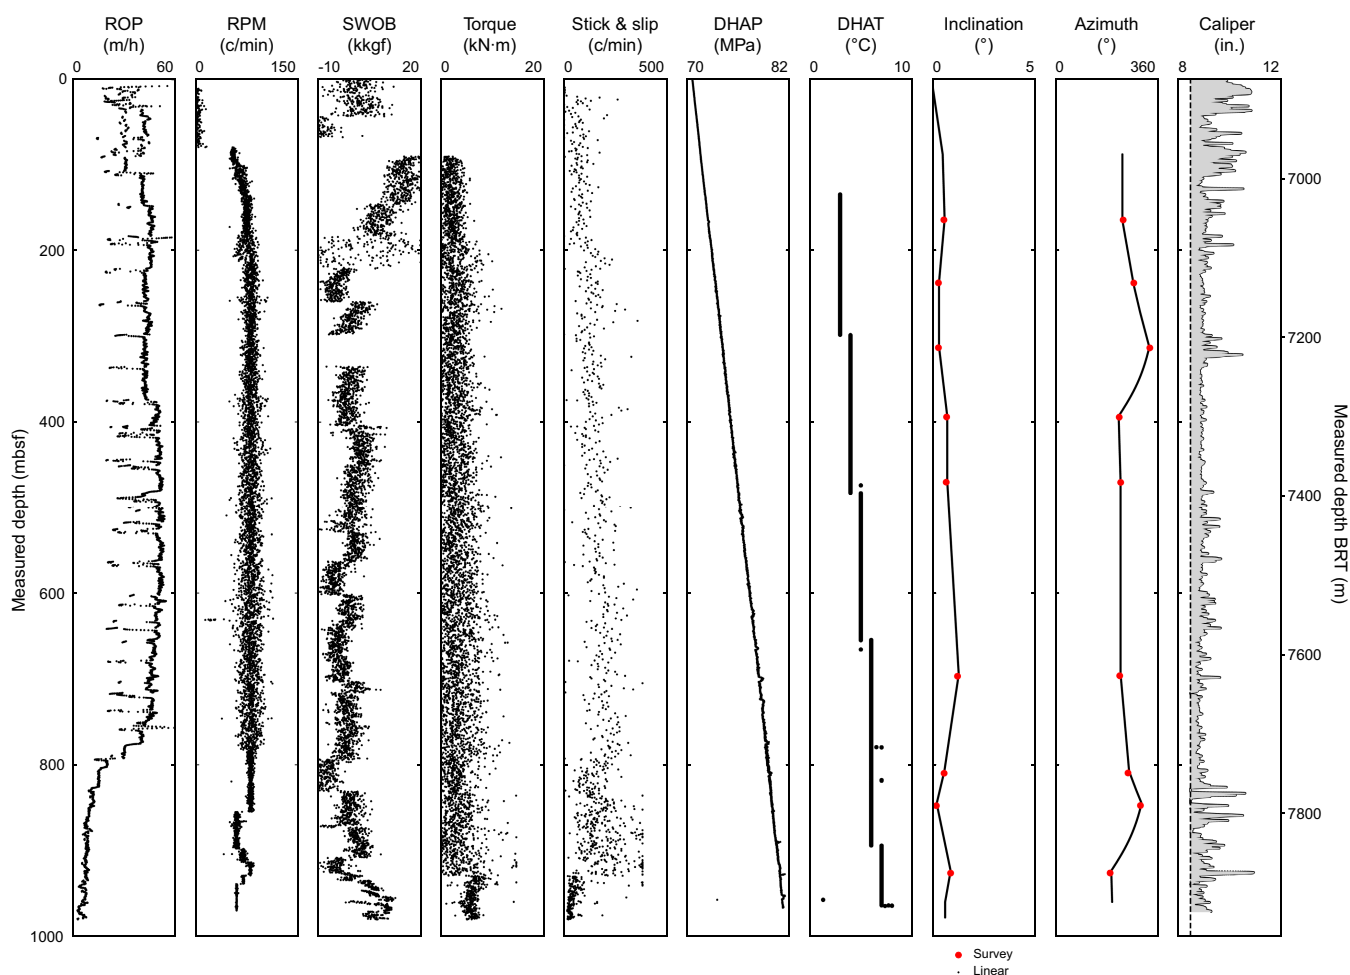 ROP RPM SWOB Torque Stick & slip DHAP DHAT Inclination Azimuth Caliper
(m/h) (c/min) (kkgf) (kN·m) (c/min) (MPa) (°C) (°) (°) (in.)
0 60 0 150 -10 20 0 20 0 500 70 82 0 10 0 5 0 360 8 12
0
7000
200
7200
400
7400
600
7600
800
7800
1000
Measured depth (mbsf)
Measured depth BRT (m)
Survey
Linear